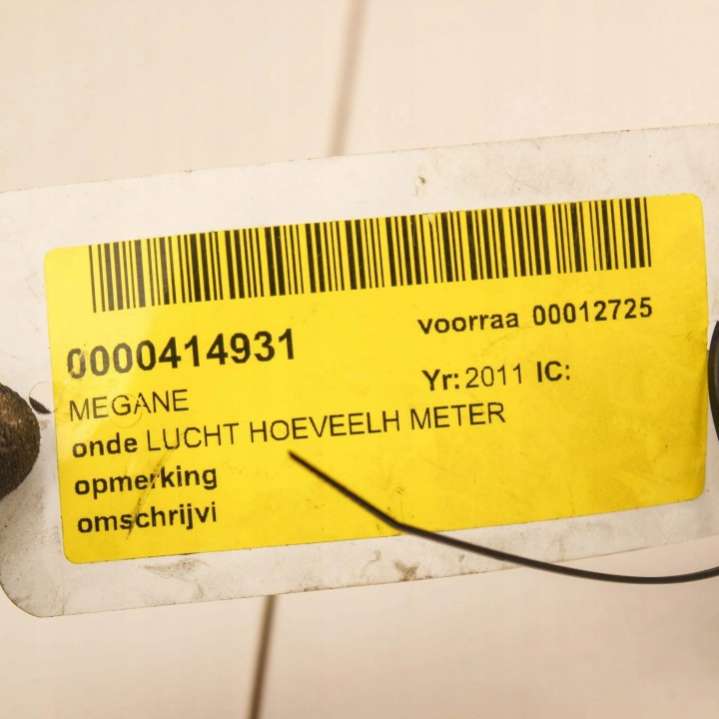 0000414931 voorraa 00012725
MEGANE Yr: 2011 IC:
onde LUCHT HOEVEELH METER
opmerking
omschrijvi